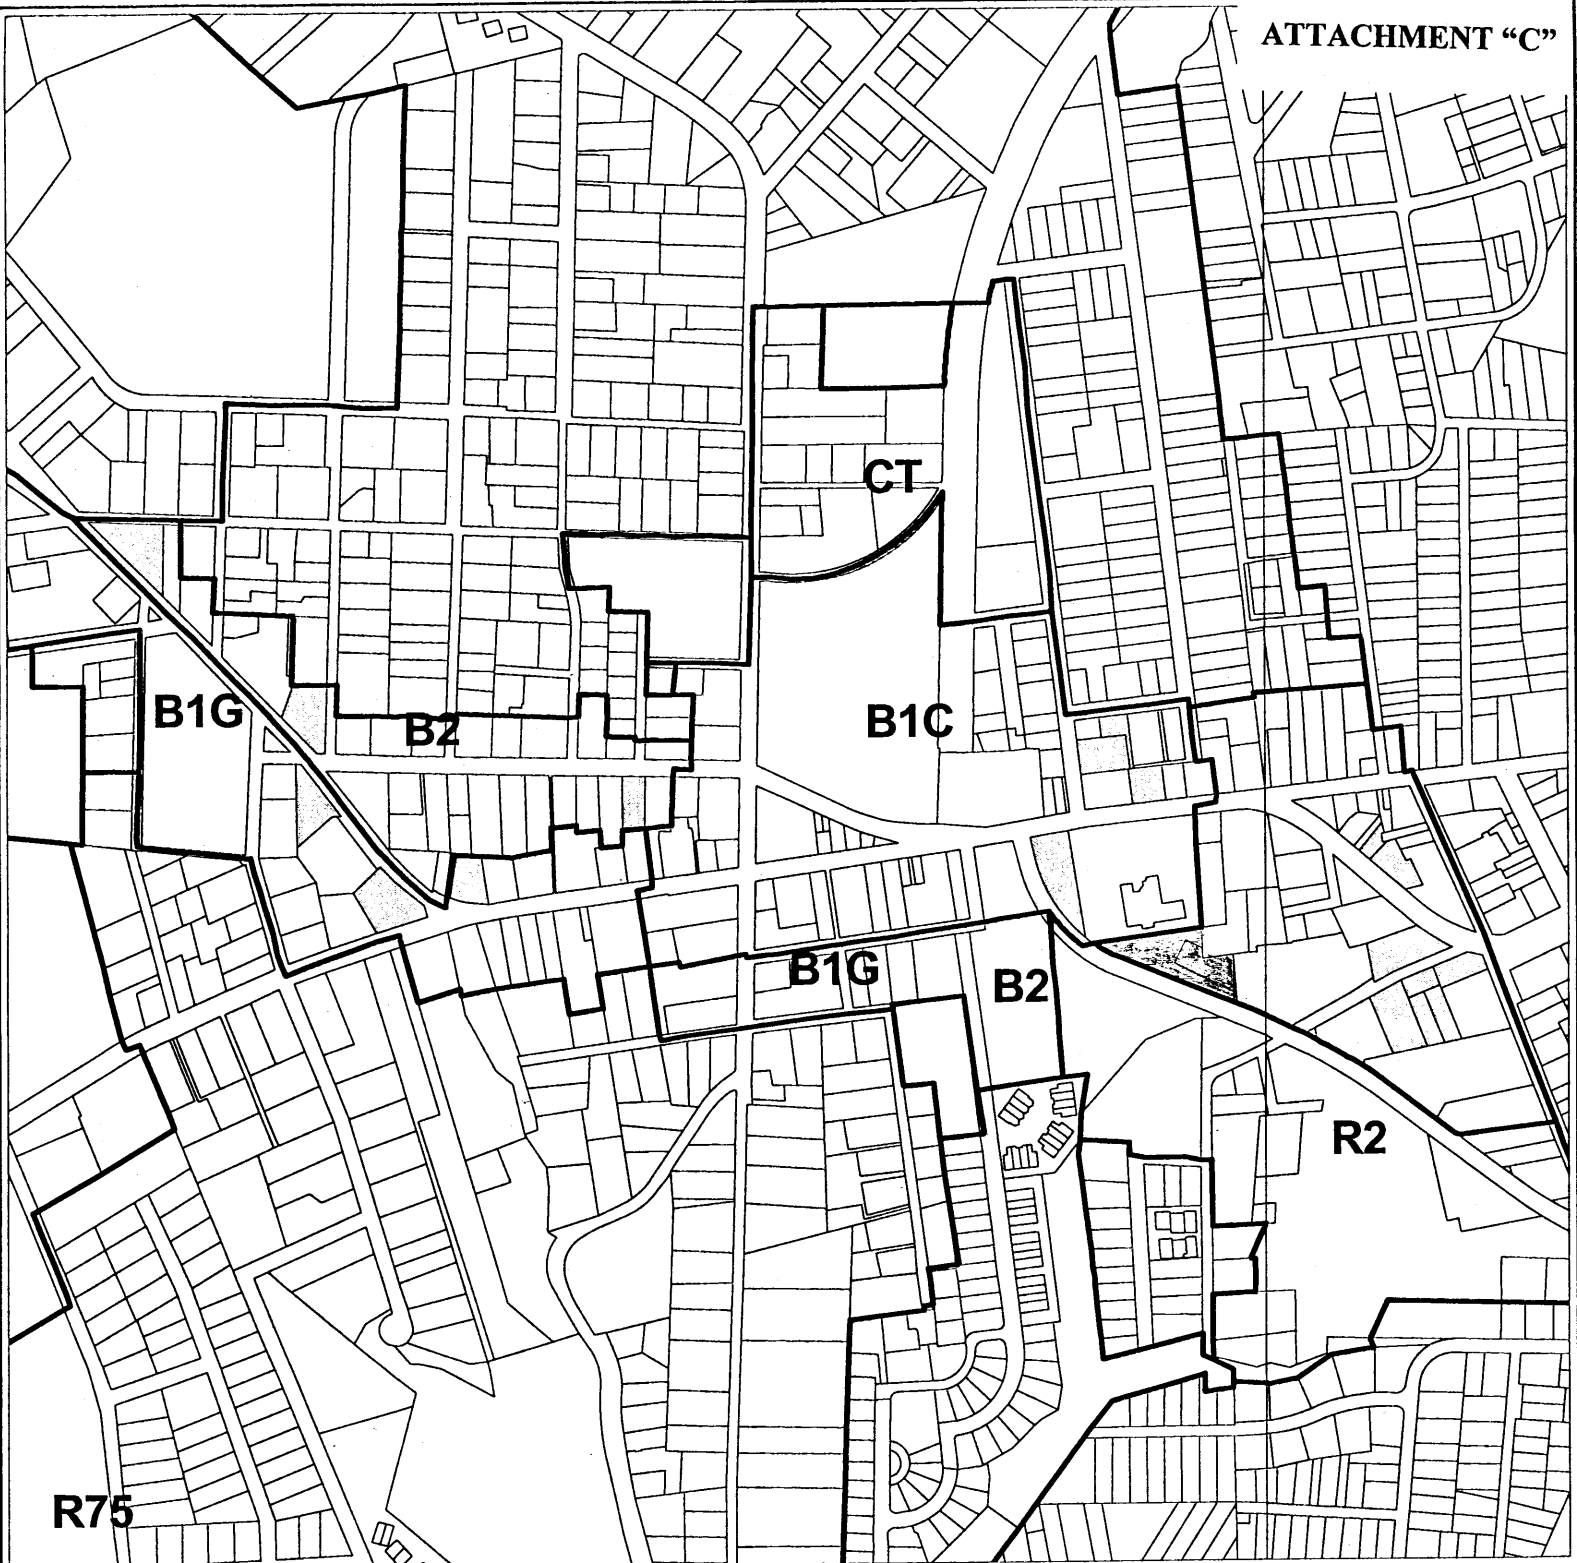 ATTACHMENT “C”
CT
B1G
B2
B1C
B1G
B2
R2
R75